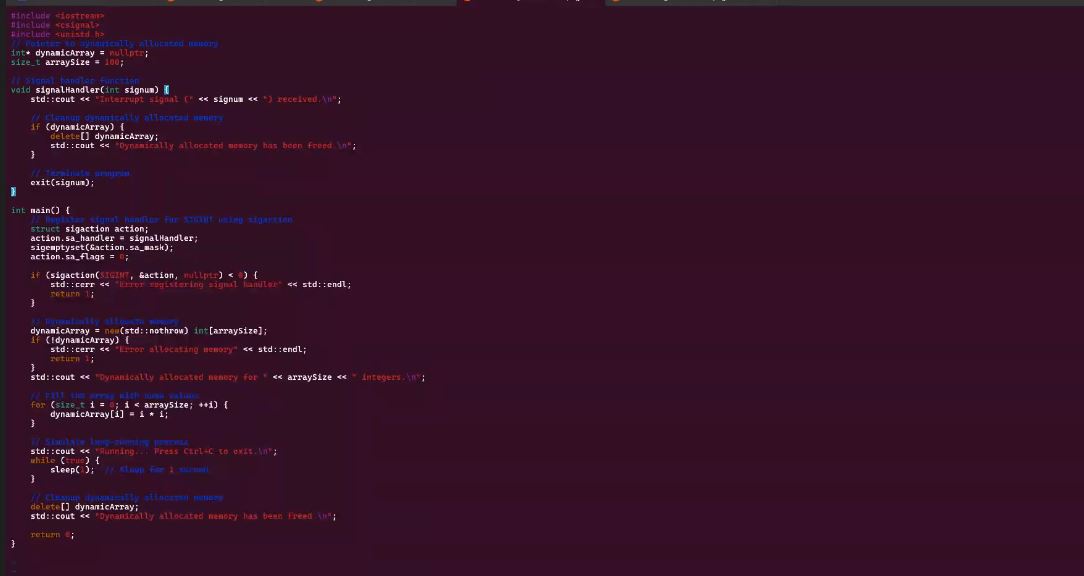 #include <iostream>
#include <csignal>
#include <unistd.h>
// Pointer to dynamically allocated memory
int* dynamicArray = nullptr;
size_t arraySize = 100;
// Signal handler function
void signalHandler(int signum) {
std::cout << "Interrupt signal (" << signum << ") received.\n";
// Cleanup dynamically allocated memory
if (dynamicArray) {
delete[] dynamicArray;
std::cout << "Dynamically allocated memory has been freed.\n";
}
// Terminate program
exit(signum);
}
int main() {
// Register signal handler for SIGINT using sigaction
struct sigaction action;
action.sa_handler = signalHandler;
sigemptyset(&action.sa_mask);
action.sa_flags = 0;
if (sigaction(SIGINT, &action, nullptr) < 0) {
std::cerr << "Error registering signal handler" << std::endl;
return 1;
}
// Dynamically allocate memory
dynamicArray = new(std::nothrow) int[arraySize];
if (!dynamicArray) {
std::cerr << "Error allocating memory" << std::endl;
return 1;
}
std::cout << "Dynamically allocated memory for " << arraySize << " integers.\n";
// Fill the array with some values
for (size_t i = 0; i < arraySize; ++i) {
dynamicArray[i] = i * i;
}
// Simulate long-running process
std::cout << "Running... Press Ctrl+C to exit.\n";
while (true) {
sleep(1); // Sleep for 1 second
}
// Cleanup dynamically allocated memory
delete[] dynamicArray;
std::cout << "Dynamically allocated memory has been freed.\n";
return 0;
}
~
~